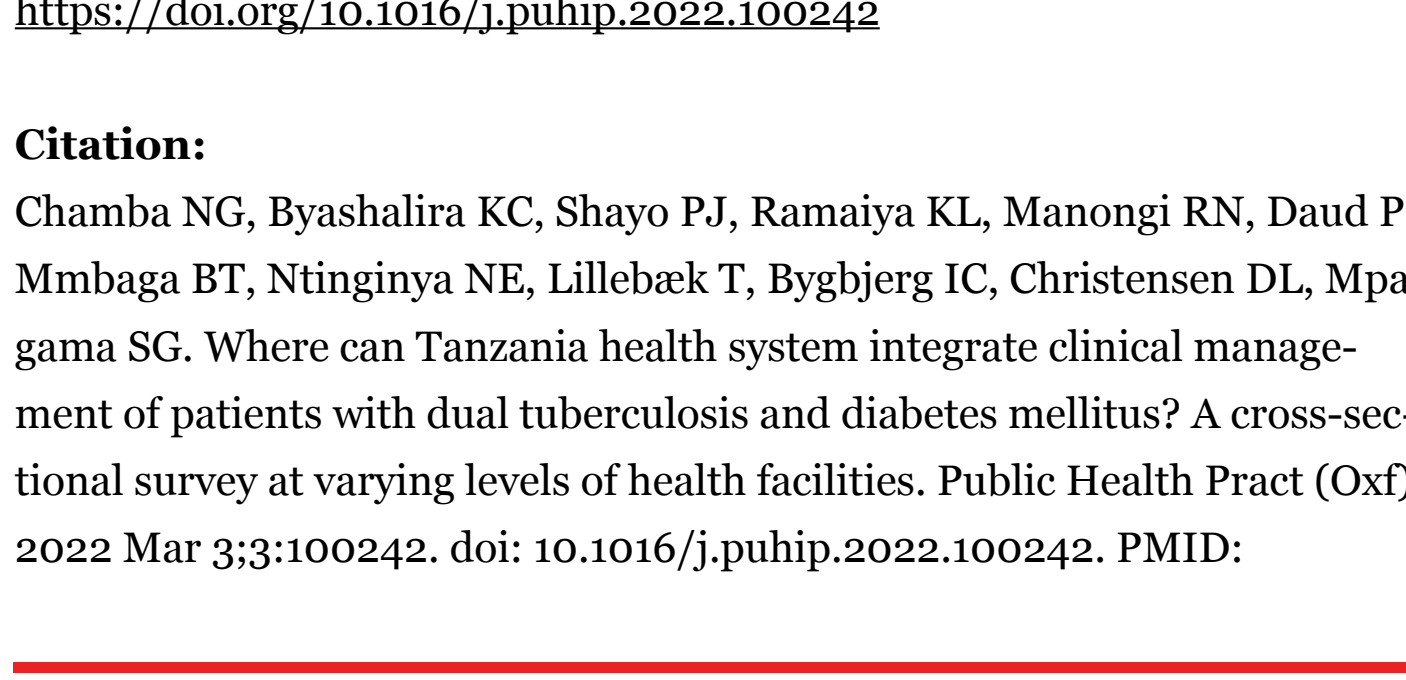 https://doi.org/10.1016/j.puhip.2022.100242
Citation:
Chamba NG, Byashalira KC, Shayo PJ, Ramaiya KL, Manongi RN, Daud P
Mmbaga BT, Ntinginya NE, Lillebæk T, Bygbjerg IC, Christensen DL, Mpa
gama SG. Where can Tanzania health system integrate clinical manage-
ment of patients with dual tuberculosis and diabetes mellitus? A cross-sec-
tional survey at varying levels of health facilities. Public Health Pract (Oxf)
2022 Mar 3;3:100242. doi: 10.1016/j.puhip.2022.100242. PMID: